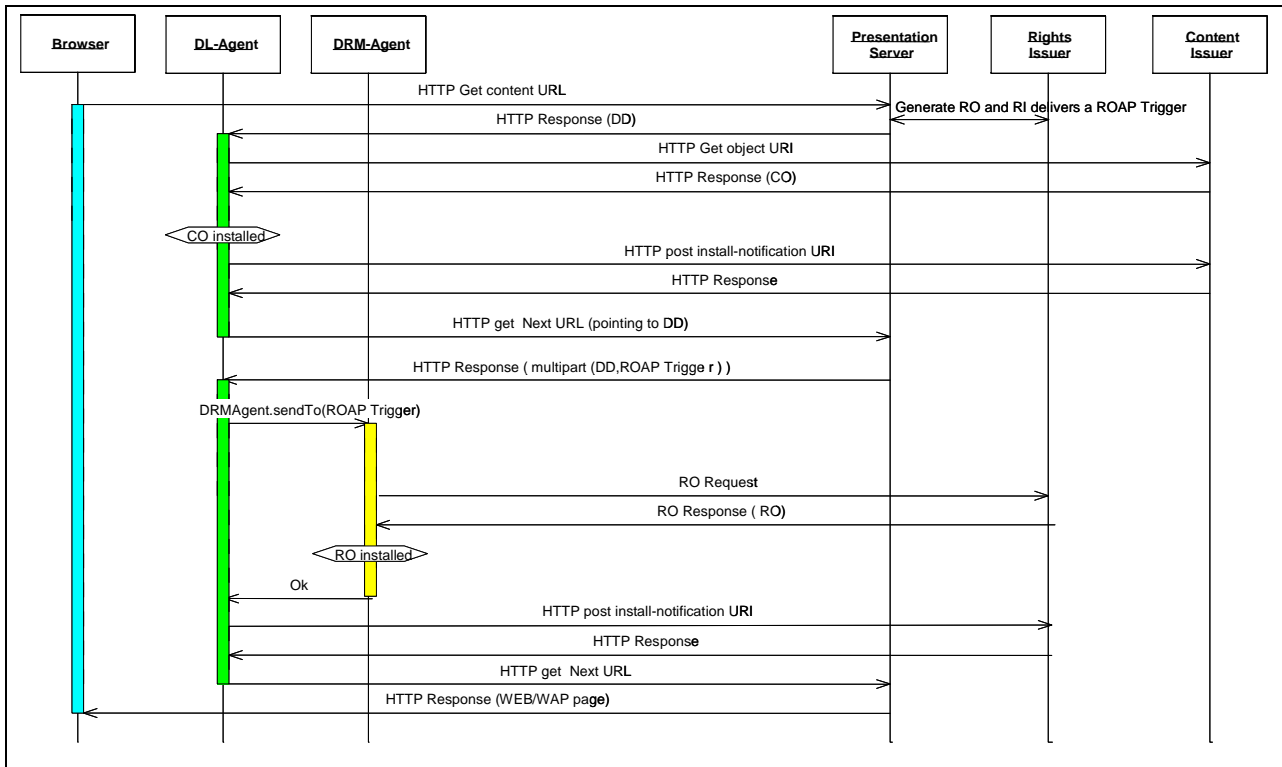 Browser
DL-Agent
DRM-Agent
Presentation
Server
Rights
Issuer
Content
Issuer
HTTP Get content URL
Generate RO and RI delivers a ROAP Trigger
HTTP Response (DD)
HTTP Get object URI
HTTP Response (CO)
CO installed
HTTP post install-notification URI
HTTP Response
HTTP get  Next URL (pointing to DD)
HTTP Response ( multipart (DD,ROAP Trigge r ) )
DRMAgent.sendTo(ROAP Trigger)
RO Request
RO Response ( RO)
RO installed
Ok
HTTP post install-notification URI
HTTP Response
HTTP get  Next URL
HTTP Response (WEB/WAP page)